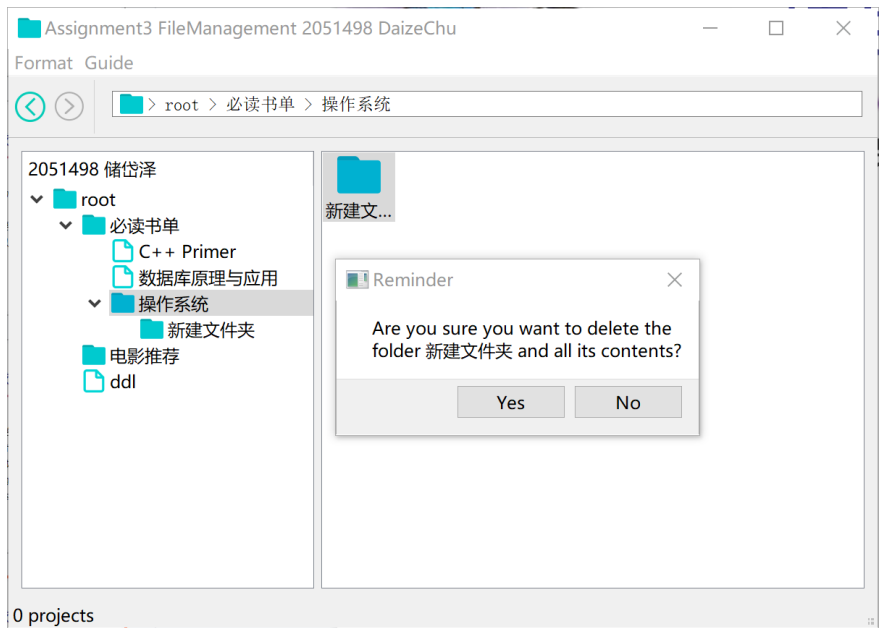 Assignment3 FileManagement 2051498 DaizeChu
Format Guide
> root > 必读书单 > 操作系统
2051498 储岱泽
root
必读书单
C++ Primer
数据库原理与应用
操作系统
新建文件夹
电影推荐
ddl
新建文...
Reminder
Are you sure you want to delete the
folder 新建文件夹 and all its contents?
Yes No
0 projects